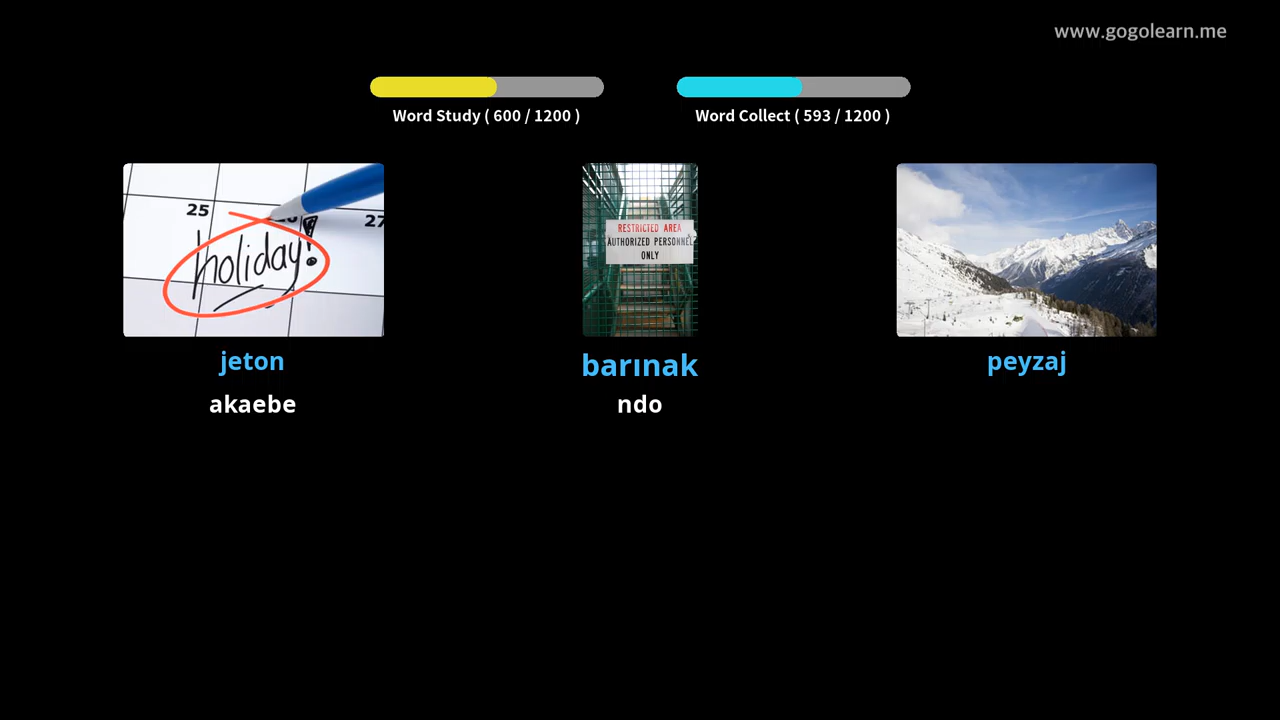 www.gogolearn.me
Word Study ( 600 / 1200 )
Word Collect ( 593 / 1200 )
25
27
holiday!
RESTRICTED AREA
AUTHORIZED PERSONNEL
ONLY
jeton
barınak
peyzaj
akaebe
ndo